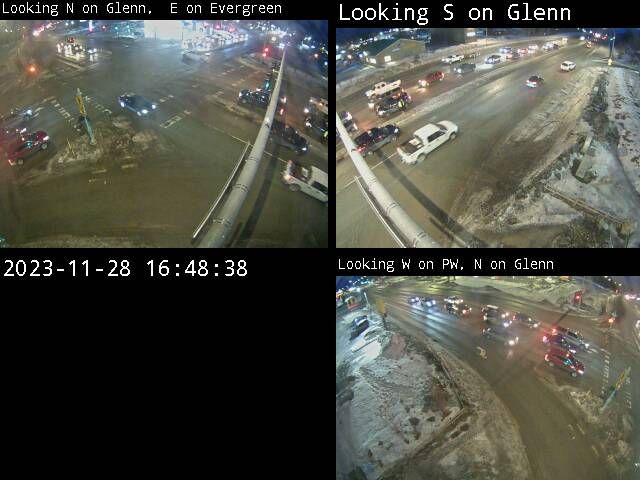 Looking N on Glenn,  E on Evergreen
Looking S on Glenn
2023-11-28 16:48:38
Looking W on PW, N on Glenn